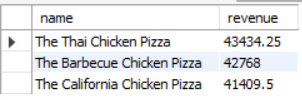 name revenue
The Thai Chicken Pizza 43434.25
The Barbecue Chicken Pizza 42768
The California Chicken Pizza 41409.5